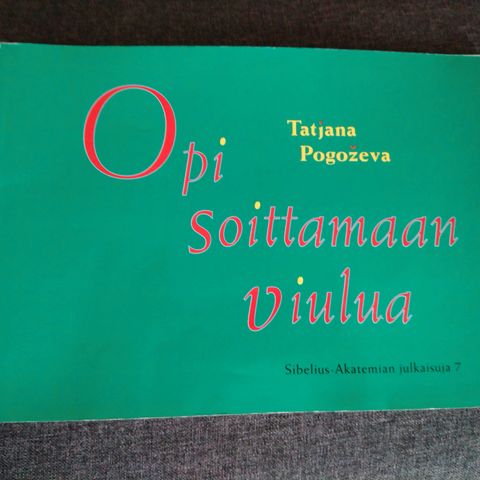 Opi
Tatjana
Pogoževa
soittamaan
viulua
Sibelius-Akatemian julkaisuja 7